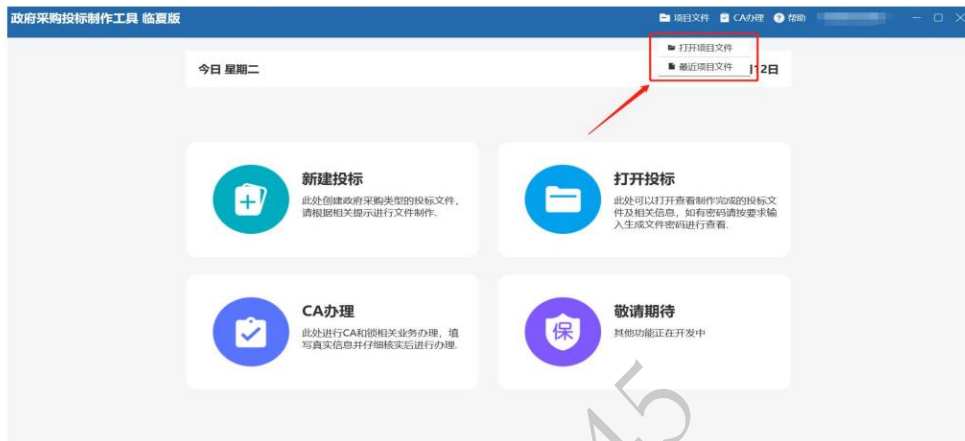 政府采购投标制作工具 临夏版
项目文件 CA办理 帮助
打开项目文件
最近项目文件
今日 星期二
12日
新建投标
此处创建政府采购类型的投标文件，
请根据相关提示进行文件制作.
打开投标
此处可以打开查看制作完成的投标文
件及相关信息，如有密码请按要求输
入生成文件密码进行查看.
CA办理
此处进行CA和锁相关业务办理，填
写真实信息并仔细核实后进行办理.
保
敬请期待
其他功能正在开发中
45